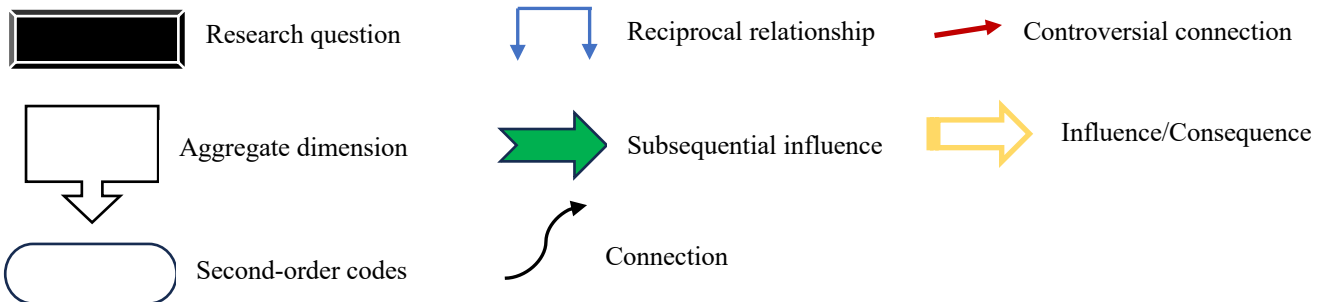 Research question
Reciprocal relationship
Controversial connection
Aggregate dimension
Subsequential influence
Influence/Consequence
Second-order codes
Connection